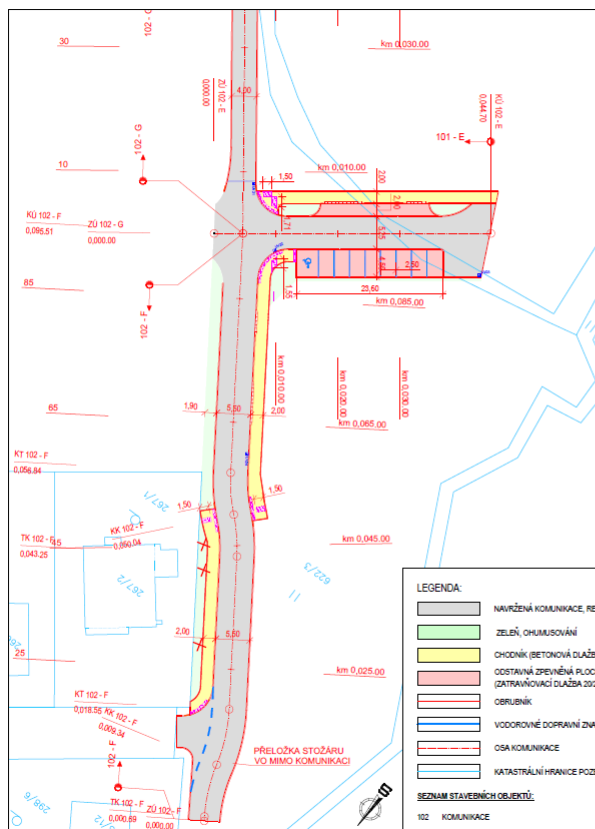 102 - G
30
km 0,030.00
4,00
ZÚ 102 - E
0,000.00
KÚ 102 - E
0,044.70
102 - G
101 - E
10
1,50
km 0,010.00
2,00
2,00
KÚ 102 - F
0,096.51
ZÚ 102 - G
0,000.00
1,71
5,25
2,50
85
1,55
23,60
km 0,085.00
102 - F
km 0,010.00
km 0,020.00
km 0,030.00
65
1,90
5,50
2,00
km 0,065.00
KT 102 - F
0,056.84
1,50
1,50
267/1
KK 102 - F
0,050.04
TK 102 - F
0,043.25
45
km 0,045.00
267/2
622/3
2,00
5,50
25
km 0,025.00
KT 102 - F
0,018.55
KK 102 - F
0,009.34
102 - F
PŘELOŽKA STOŽÁRU
VO MIMO KOMUNIKACI
298/6
TK 102 - F
0,000.69
ZÚ 102 - F
0,000.00
S
LEGENDA:
NAVRŽENÁ KOMUNIKACE, RE
ZELEŇ, OHUMUSOVÁNÍ
CHODNÍK (BETONOVÁ DLAŽB
ODSTAVNÁ ZPEVNĚNÁ PLOC
(ZATRAVŇOVACÍ DLAŽBA 20/2
OBRUBNÍK
VODOROVNÉ DOPRAVNÍ ZNA
OSA KOMUNIKACE
KATASTRÁLNÍ HRANICE POZE
SEZNAM STAVEBNÍCH OBJEKTŮ:
102 KOMUNIKACE